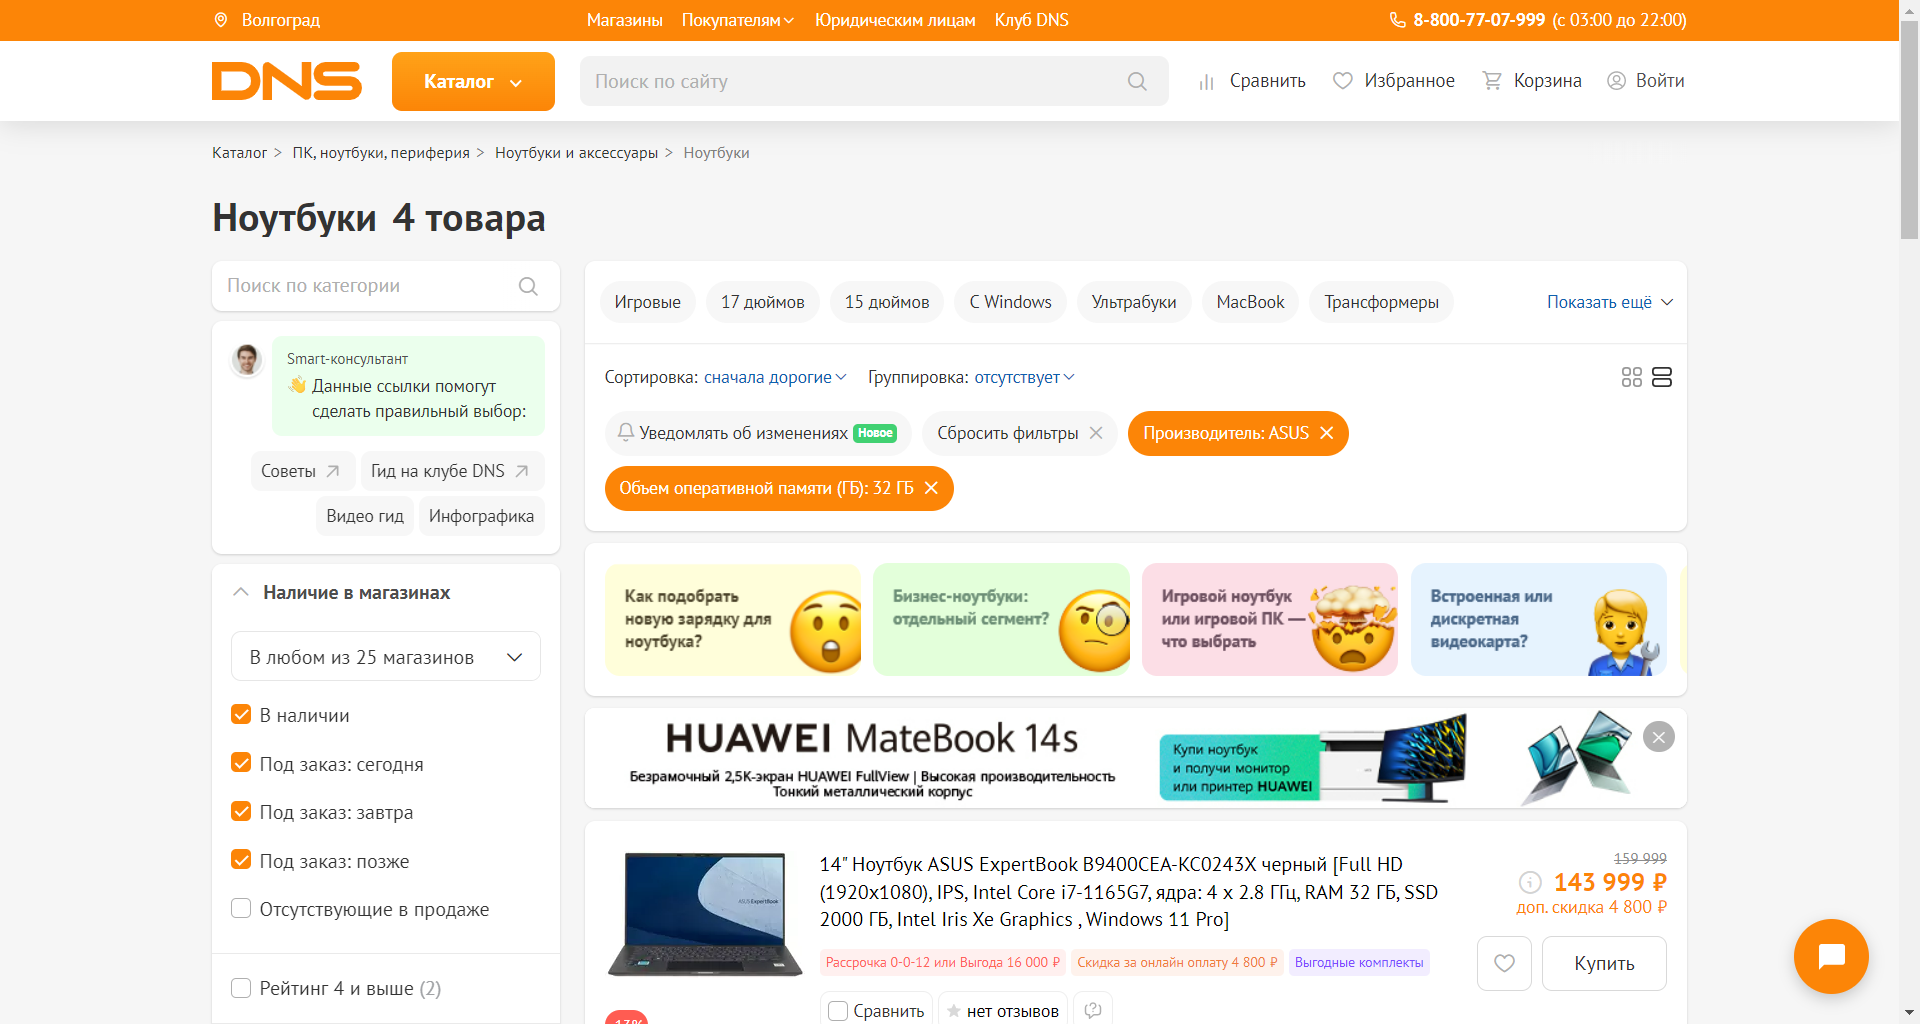 Волгоград
Магазины Покупателям Юридическим лицам Клуб DNS
8-800-77-07-999 (с 03:00 до 22:00)
DNS
Каталог
Поиск по сайту
Сравнить
Избранное
Корзина
Войти
Каталог > ПК, ноутбуки, периферия > Ноутбуки и аксессуары > Ноутбуки
Ноутбуки 4 товара
Поиск по категории
Smart-консультант
Данные ссылки помогут
сделать правильный выбор:
Советы
Гид на клубе DNS
Видео гид
Инфографика
Наличие в магазинах
В любом из 25 магазинов
В наличии
Под заказ: сегодня
Под заказ: завтра
Под заказ: позже
Отсутствующие в продаже
Рейтинг 4 и выше (2)
Игровые
17 дюймов
15 дюймов
С Windows
Ультрабуки
MacBook
Трансформеры
Показать ещё
Сортировка: сначала дорогие
Группировка: отсутствует
Уведомлять об изменениях Новое
Сбросить фильтры
Производитель: ASUS
Объем оперативной памяти (ГБ): 32 ГБ
Как подобрать
новую зарядку для
ноутбука?
Бизнес-ноутбуки:
отдельный сегмент?
Игровой ноутбук
или игровой ПК —
что выбрать
Встроенная или
дискретная
видеокарта?
HUAWEI MateBook 14s
Безрамочный 2,5K-экран HUAWEI FullView | Высокая производительность
Тонкий металлический корпус
Купи ноутбук
и получи монитор
или принтер HUAWEI
ASUS ExpertBook
14" Ноутбук ASUS ExpertBook B9400CEA-KC0243X черный [Full HD
(1920x1080), IPS, Intel Core i7-1165G7, ядра: 4 х 2.8 ГГц, RAM 32 ГБ, SSD
2000 ГБ, Intel Iris Xe Graphics , Windows 11 Pro]
Рассрочка 0-0-12 или Выгода 16 000 ₽
Скидка за онлайн оплату 4 800 ₽
Выгодные комплекты
Сравнить
нет отзывов
159 999
143 999 ₽
доп. скидка 4 800 ₽
Купить